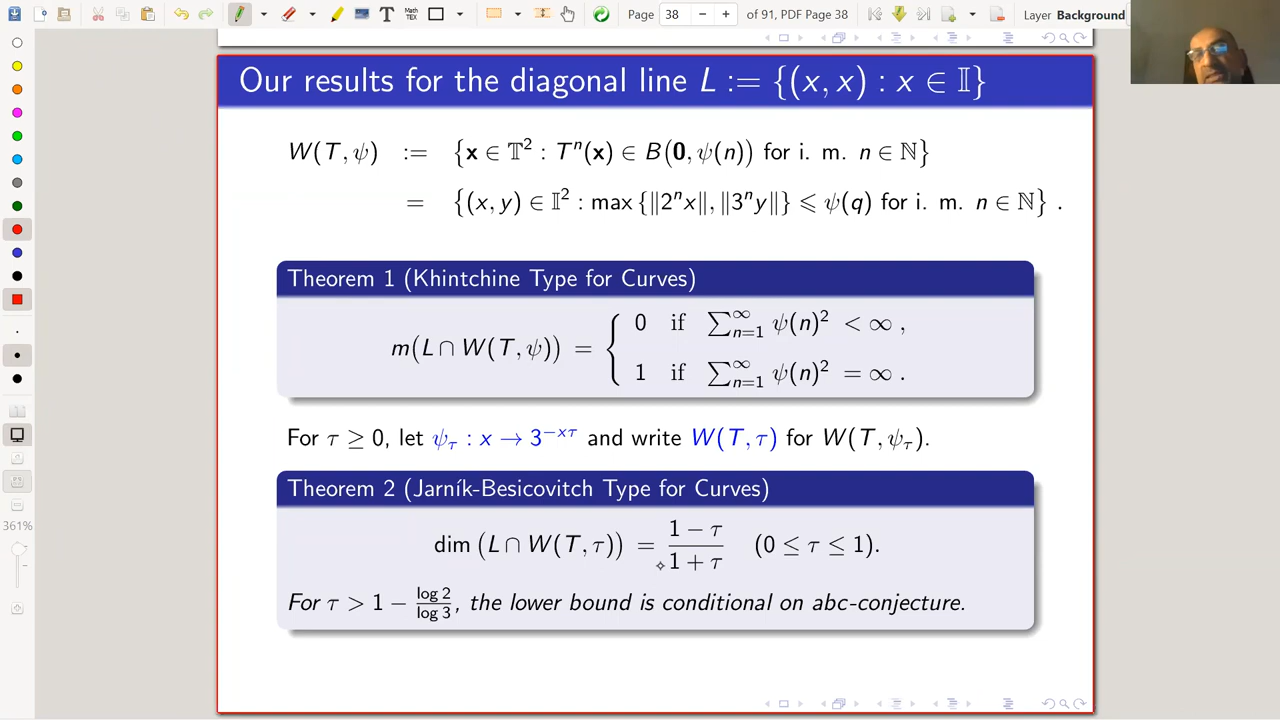 T Math TEX Page 38 of 91, PDF Page 38 Layer Background
Our results for the diagonal line L := {(x, x) : x ∈ 𝕀}
W(T, ψ) := {𝐱 ∈ 𝕋² : Tⁿ(𝐱) ∈ B(𝟎, ψ(n)) for i. m. n ∈ ℕ}
= {(x, y) ∈ 𝕀² : max {‖2ⁿx‖, ‖3ⁿy‖} ⩽ ψ(q) for i. m. n ∈ ℕ} .
Theorem 1 (Khintchine Type for Curves)
m(L ∩ W(T, ψ)) = { 0 if ∑_{n=1}^{∞} ψ(n)² < ∞ ,
1 if ∑_{n=1}^{∞} ψ(n)² = ∞ .
For τ ≥ 0, let ψ_τ : x → 3^{−xτ} and write W(T, τ) for W(T, ψ_τ).
Theorem 2 (Jarník-Besicovitch Type for Curves)
dim (L ∩ W(T, τ)) = (1 − τ)/(1 + τ) (0 ≤ τ ≤ 1).
For τ > 1 − log 2/log 3, the lower bound is conditional on abc-conjecture.
361%